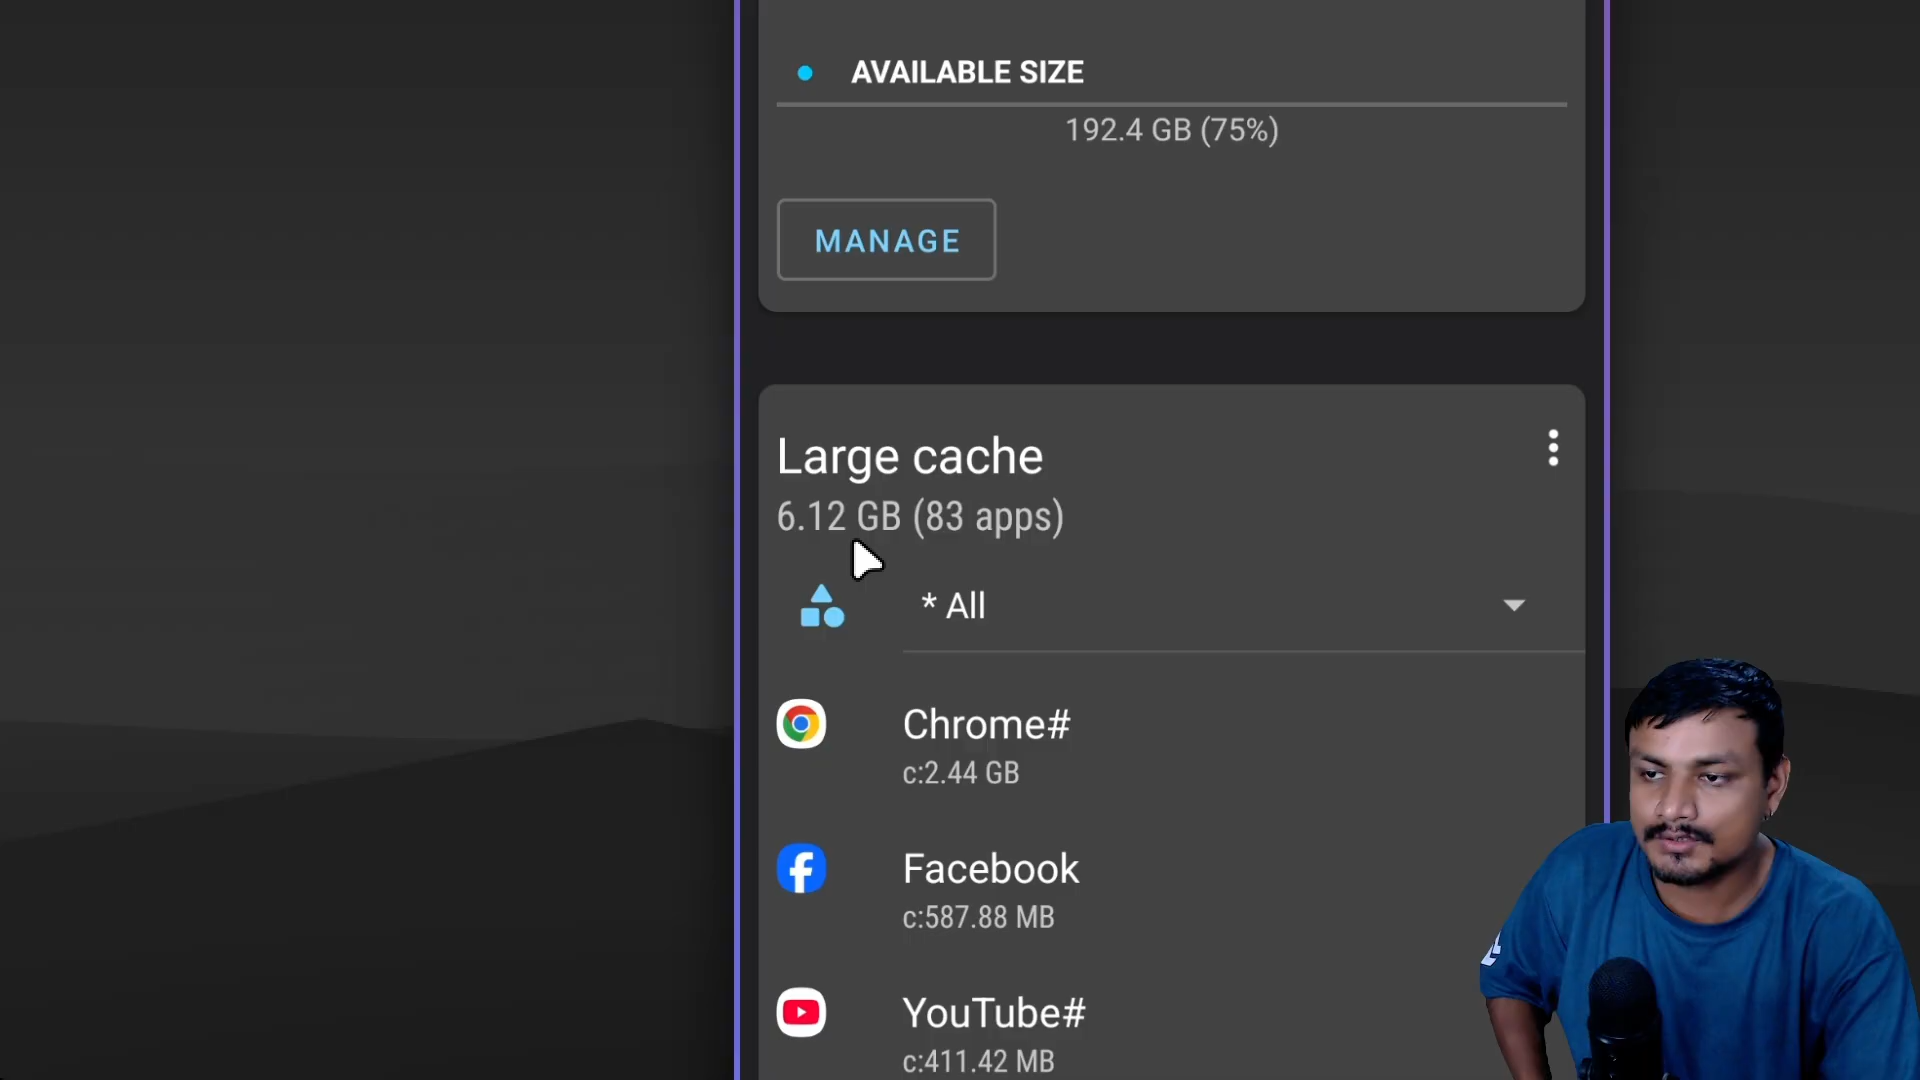 AVAILABLE SIZE
192.4 GB (75%)
MANAGE
Large cache
6.12 GB (83 apps)
* All
Chrome#
c:2.44 GB
Facebook
c:587.88 MB
YouTube#
c:411.42 MB